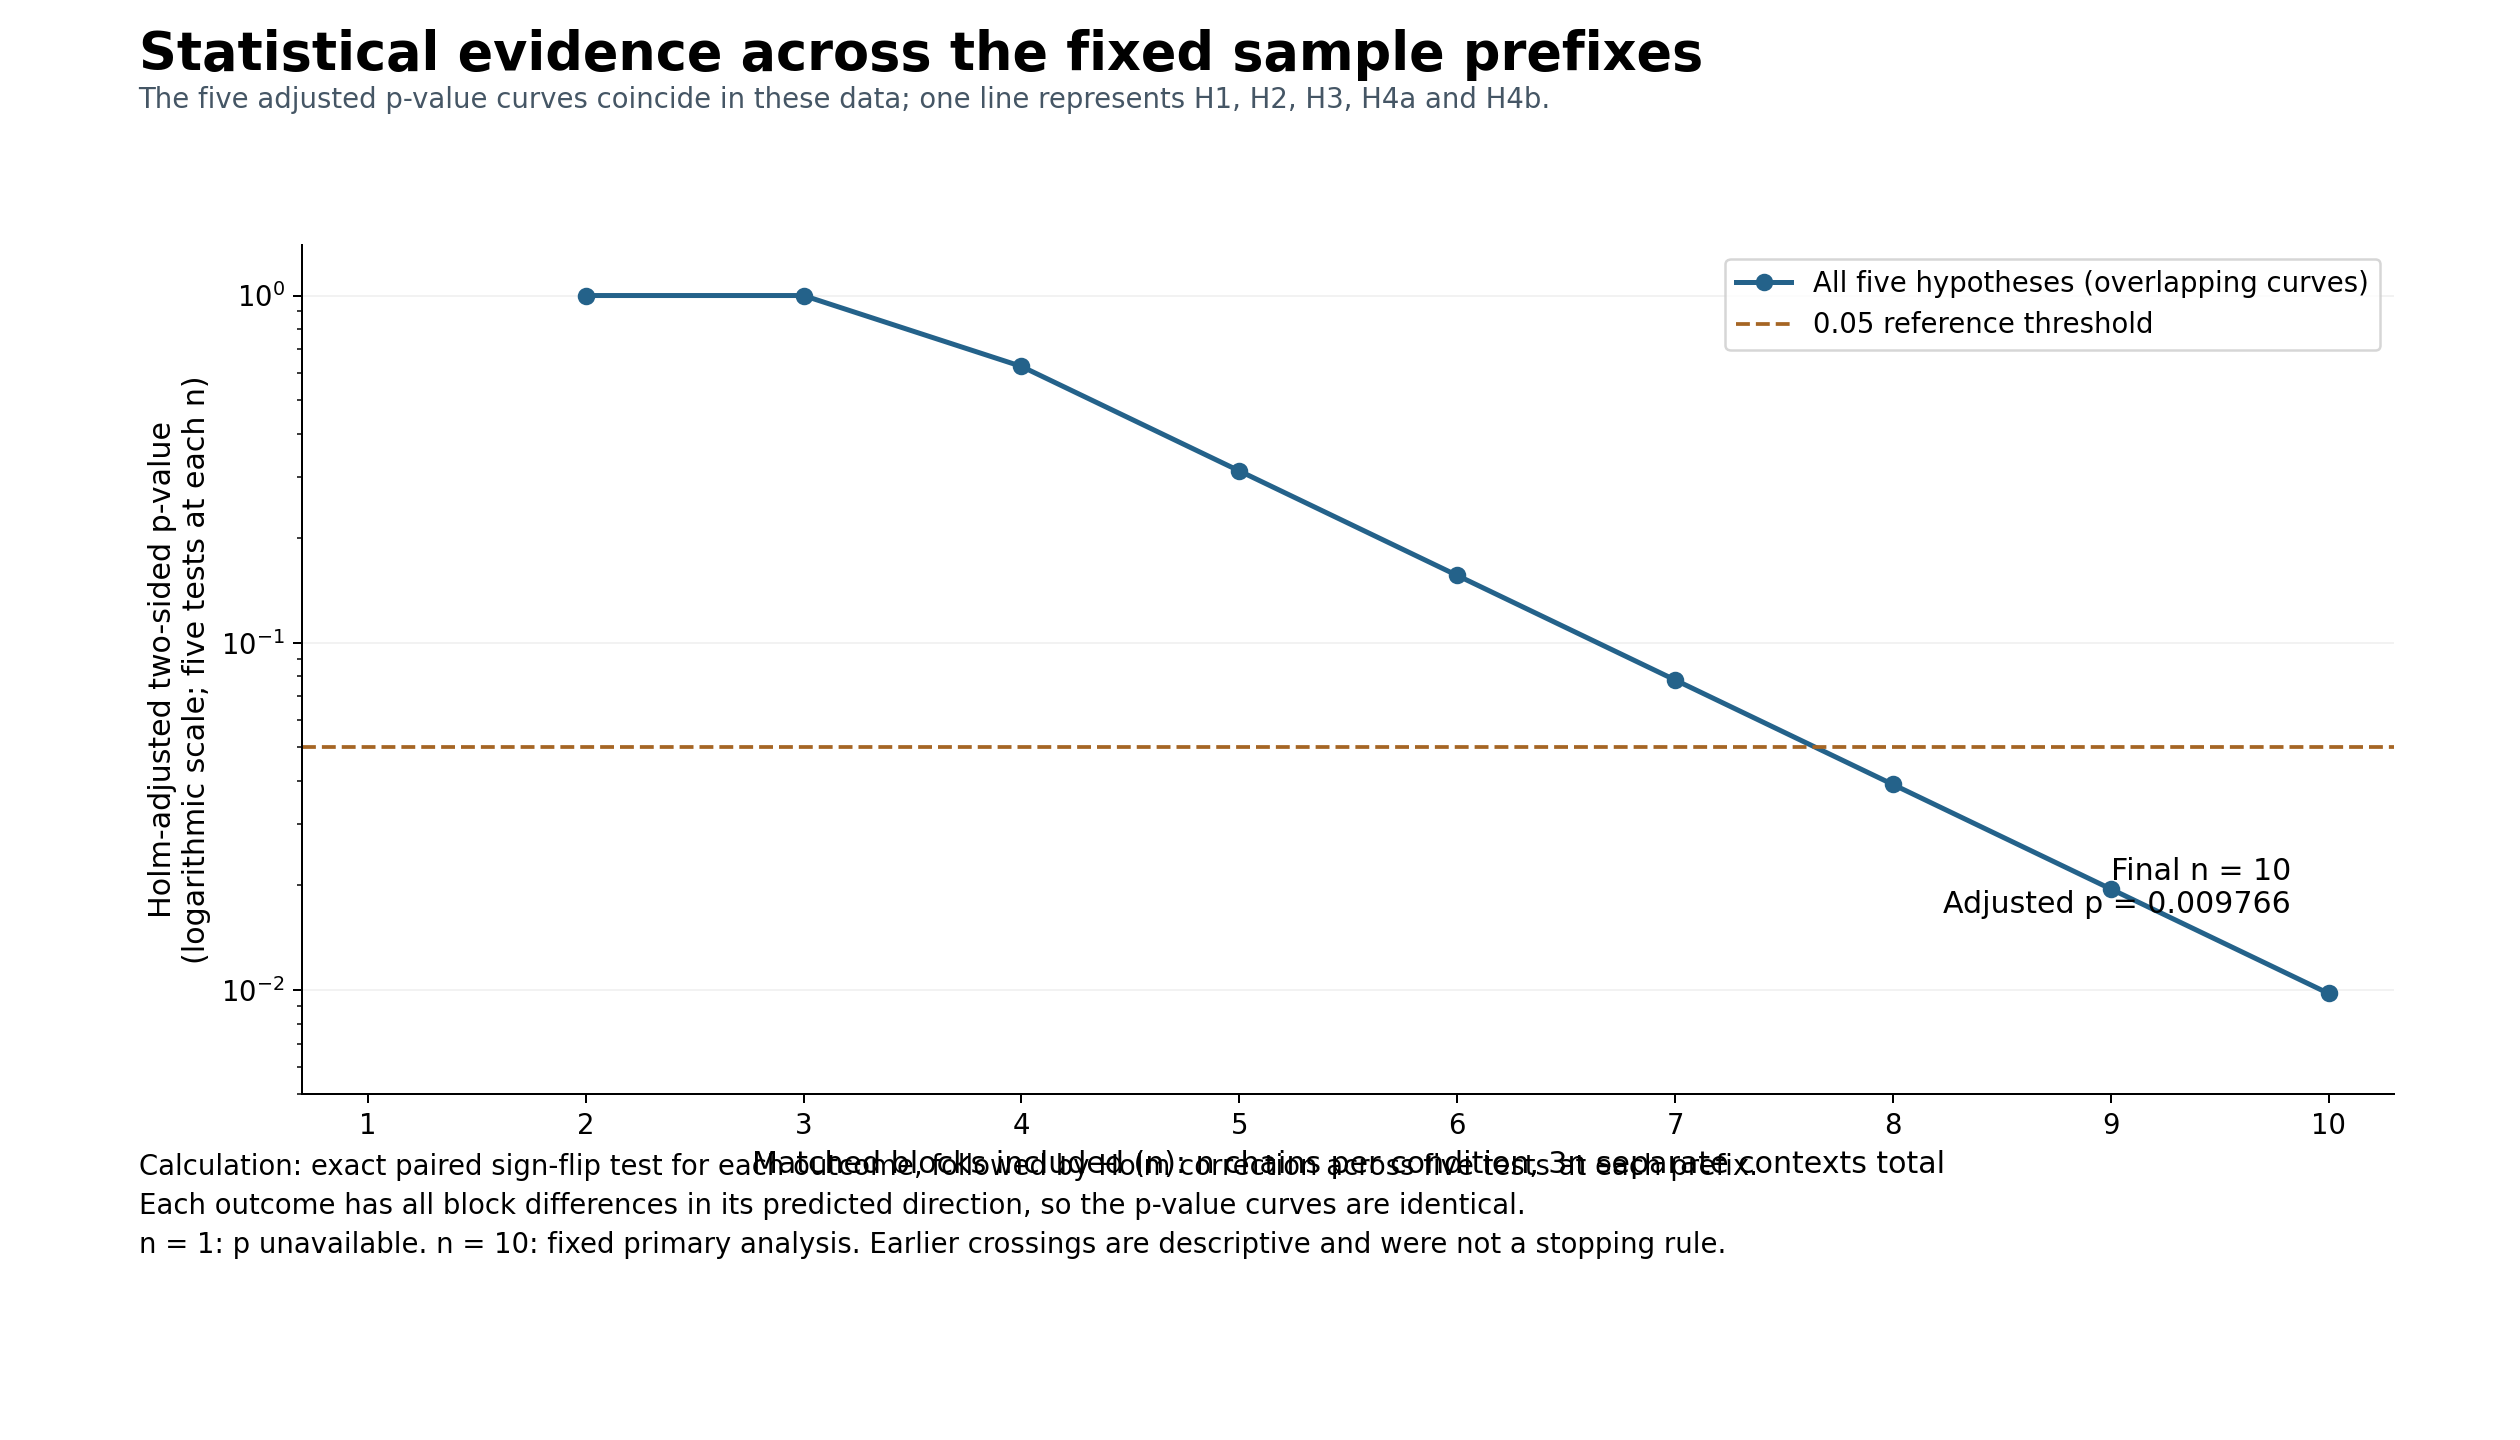 Statistical evidence across the fixed sample prefixes
The five adjusted p-value curves coincide in these data; one line represents H1, H2, H3, H4a and H4b.
All five hypotheses (overlapping curves)
0.05 reference threshold
Holm-adjusted two-sided p-value
(logarithmic scale; five tests at each n)
10⁰
10⁻¹
10⁻²
Final n = 10
Adjusted p = 0.009766
1 2 3 4 5 6 7 8 9 10
Matched blocks included (n): n chains per condition, 3n separate contexts total
Calculation: exact paired sign-flip test for each outcome, followed by Holm correction across five tests at each prefix.
Each outcome has all block differences in its predicted direction, so the p-value curves are identical.
n = 1: p unavailable. n = 10: fixed primary analysis. Earlier crossings are descriptive and were not a stopping rule.